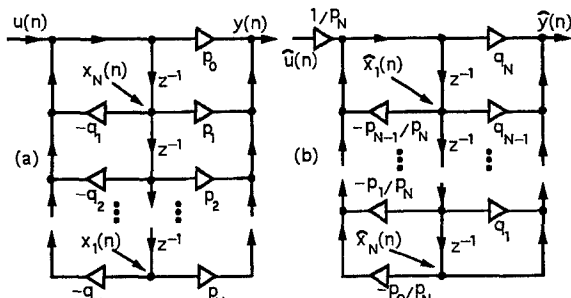 u(n) y(n) 1/p_N ŷ(n)
p_0 û(n) q_N
x_N(n) z^{-1} x̂_1(n) z^{-1}
-q_1 p_1 -p_{N-1}/p_N q_{N-1}
(a) z^{-1} (b) z^{-1}
-q_2 p_2 -p_1/p_N
x_1(n) z^{-1} x̂_N(n) z^{-1} q_1
-q -p_0/p_N